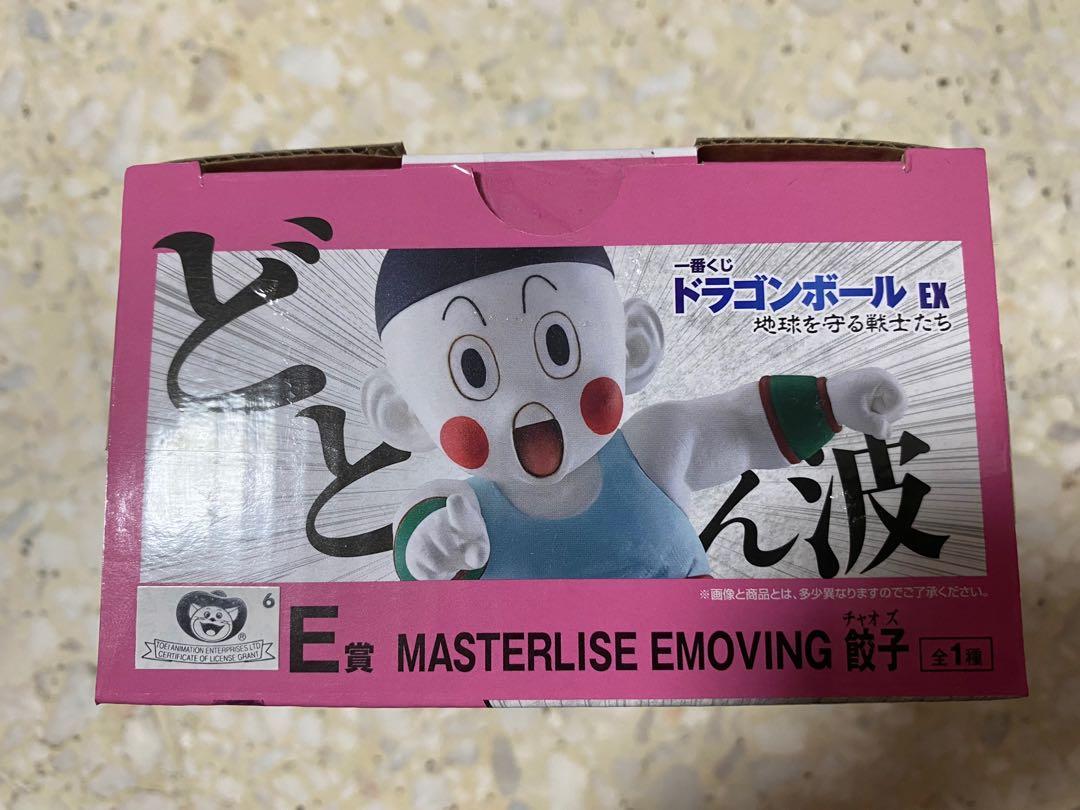 一番くじ
ドラゴンボール EX
地球を守る戦士たち
どどん波
※画像と商品とは、多少異なりますのでご了承ください。
6
®
TOEI ANIMATION ENTERPRISES LTD
CERTIFICATE OF LICENSE GRANT
チャオズ
E賞 MASTERLISE EMOVING 餃子 全1種